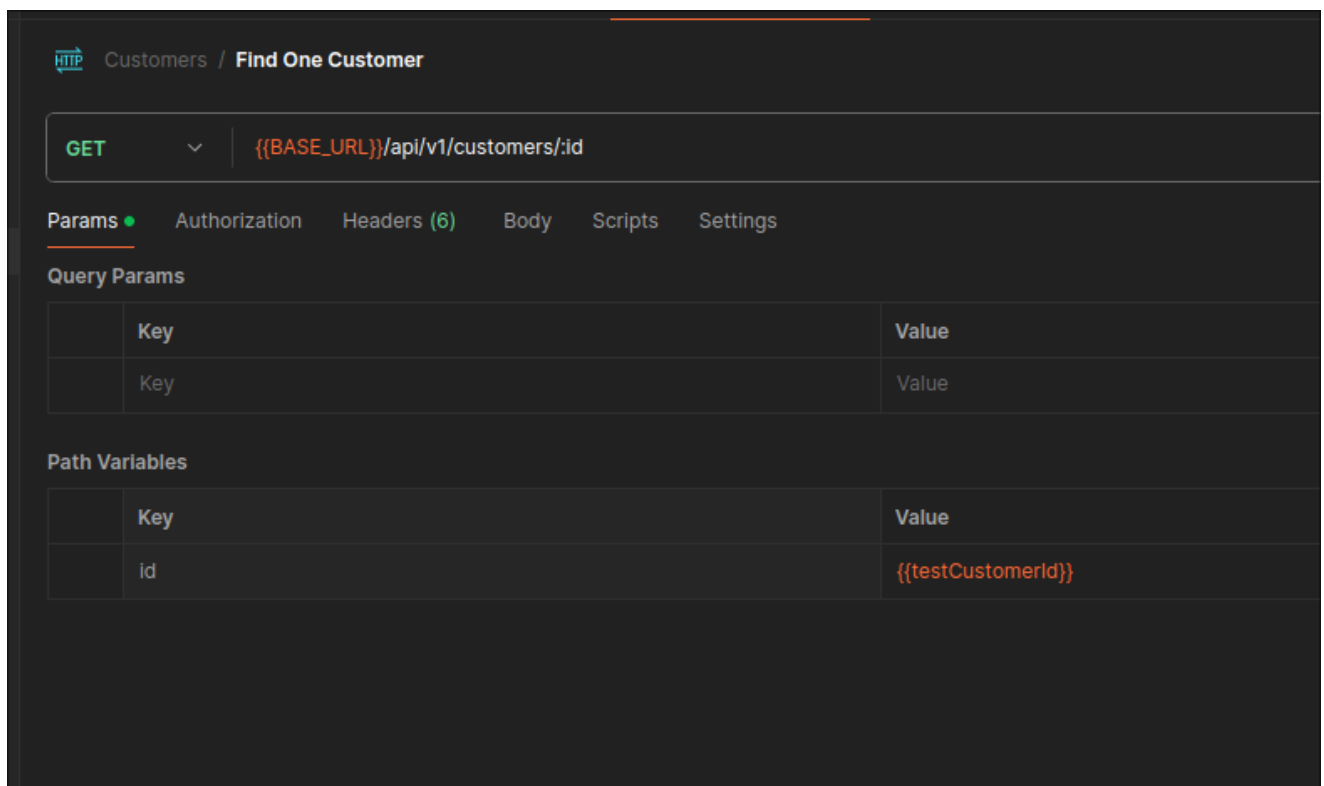 HTTP Customers / Find One Customer
GET {{BASE_URL}}/api/v1/customers/:id
Params Authorization Headers (6) Body Scripts Settings
Query Params
Key Value
Key Value
Path Variables
Key Value
id {{testCustomerId}}